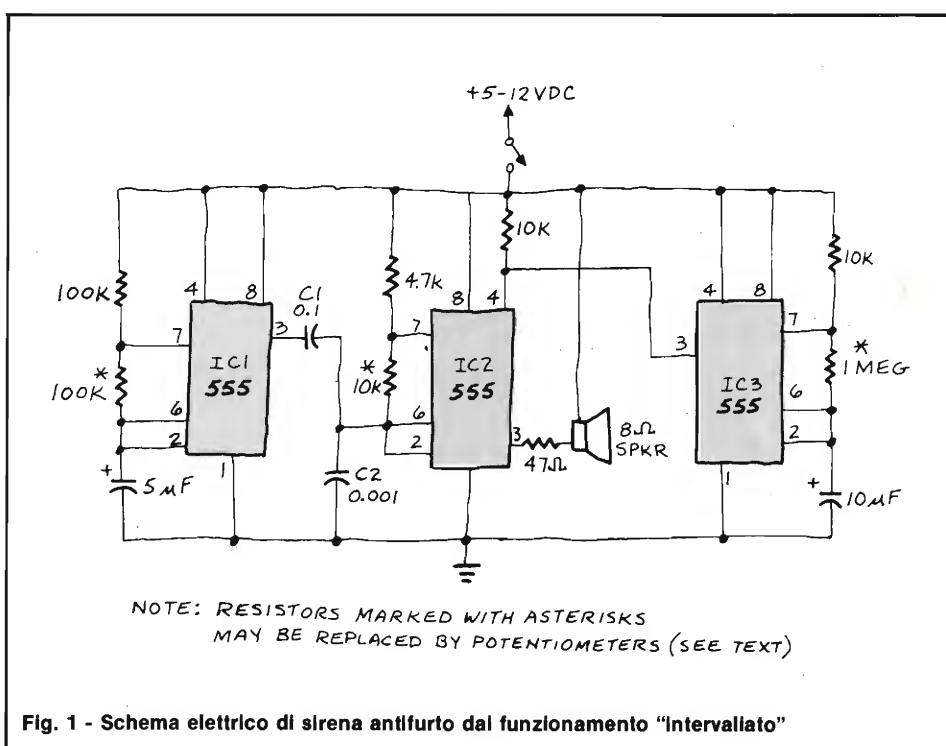 +5-12VDC
10K
10K
4.7K
100K
4
8
C1
0.1
3
8
4
4
8
7
7
7
3
IC1
555
IC2
555
IC3
555
*
100K
*
10K
*
1MEG
6
6
6
2
2
2
3
8Ω
SPKR
47Ω
1
1
+
5µF
C2
0.001
+
10µF
NOTE: RESISTORS MARKED WITH ASTERISKS
MAY BE REPLACED BY POTENTIOMETERS (SEE TEXT)
Fig. 1 - Schema elettrico di sirena antifurto dal funzionamento "intervallato"